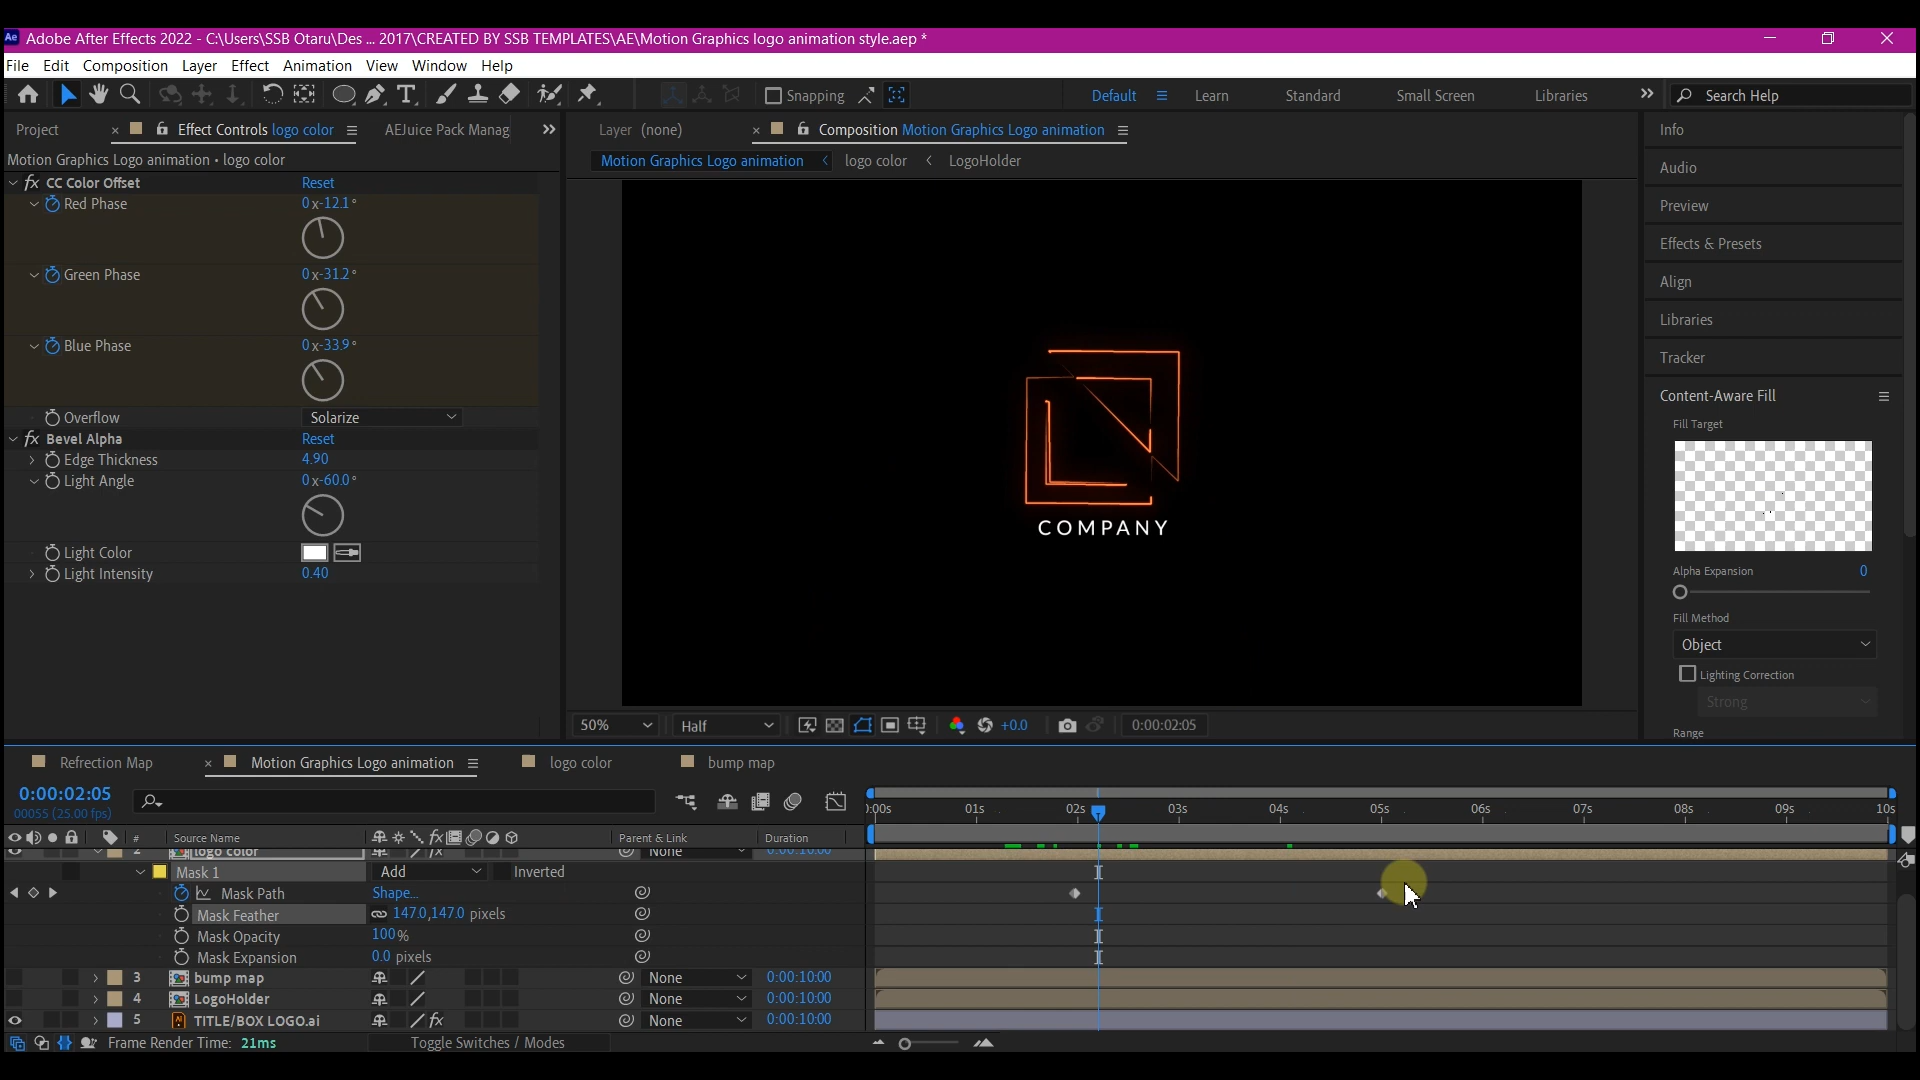 Ae Adobe After Effects 2022 - C:\Users\SSB Otaru\Des ... 2017\CREATED BY SSB TEMPLATES\AE\Motion Graphics logo animation style.aep *
File Edit Composition Layer Effect Animation View Window Help
Snapping Default Learn Standard Small Screen Libraries Search Help
Project Effect Controls logo color AEJuice Pack Manag Layer (none) Composition Motion Graphics Logo animation Info
Motion Graphics Logo animation • logo color Motion Graphics Logo animation < logo color < LogoHolder
Audio
Preview
Effects & Presets
Align
Libraries
Tracker
fx CC Color Offset Reset
Red Phase 0x-12.1°
Green Phase 0x-31.2°
Blue Phase 0x-33.9°
Overflow Solarize
fx Bevel Alpha Reset
Edge Thickness 4.90
Light Angle 0x-60.0°
Light Color
Light Intensity 0.40
COMPANY
Content-Aware Fill
Fill Target
Alpha Expansion 0
Fill Method
Object
Lighting Correction
Strong
Range
50% Half +0.0 0:00:02:05
Refrection Map Motion Graphics Logo animation logo color bump map
0:00:02:05
00055 (25.00 fps)
:00s 01s 02s 03s 04s 05s 06s 07s 08s 09s 10s
# Source Name Parent & Link Duration
2 logo color None 0:00:10:00
Mask 1 Add Inverted
Mask Path Shape...
Mask Feather 147.0,147.0 pixels
Mask Opacity 100%
Mask Expansion 0.0 pixels
3 bump map None 0:00:10:00
4 LogoHolder None 0:00:10:00
5 TITLE/BOX LOGO.ai None 0:00:10:00
Frame Render Time: 21ms Toggle Switches / Modes